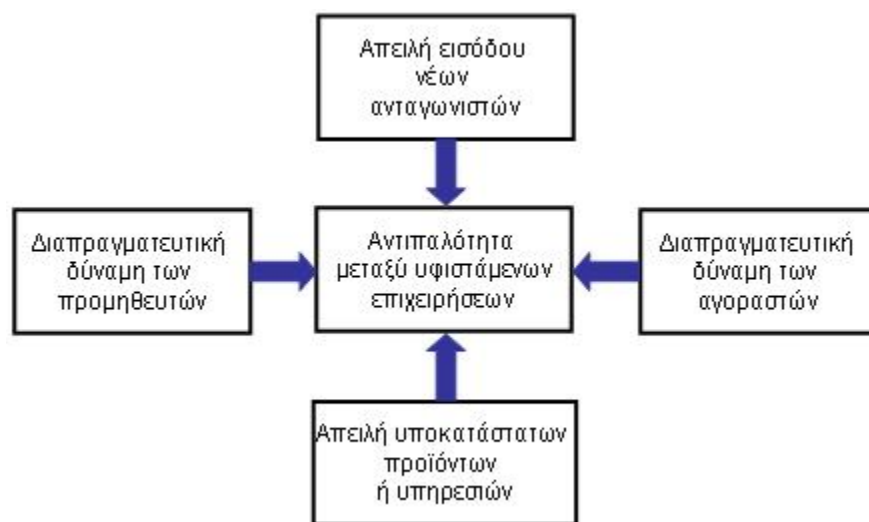 Απειλή εισόδου
νέων
ανταγωνιστών
Διαπραγματευτική
δύναμη των
προμηθευτών
Αντιπαλότητα
μεταξύ υφιστάμενων
επιχειρήσεων
Διαπραγματευτική
δύναμη των
αγοραστών
Απειλή υποκατάστατων
προϊόντων
ή υπηρεσιών